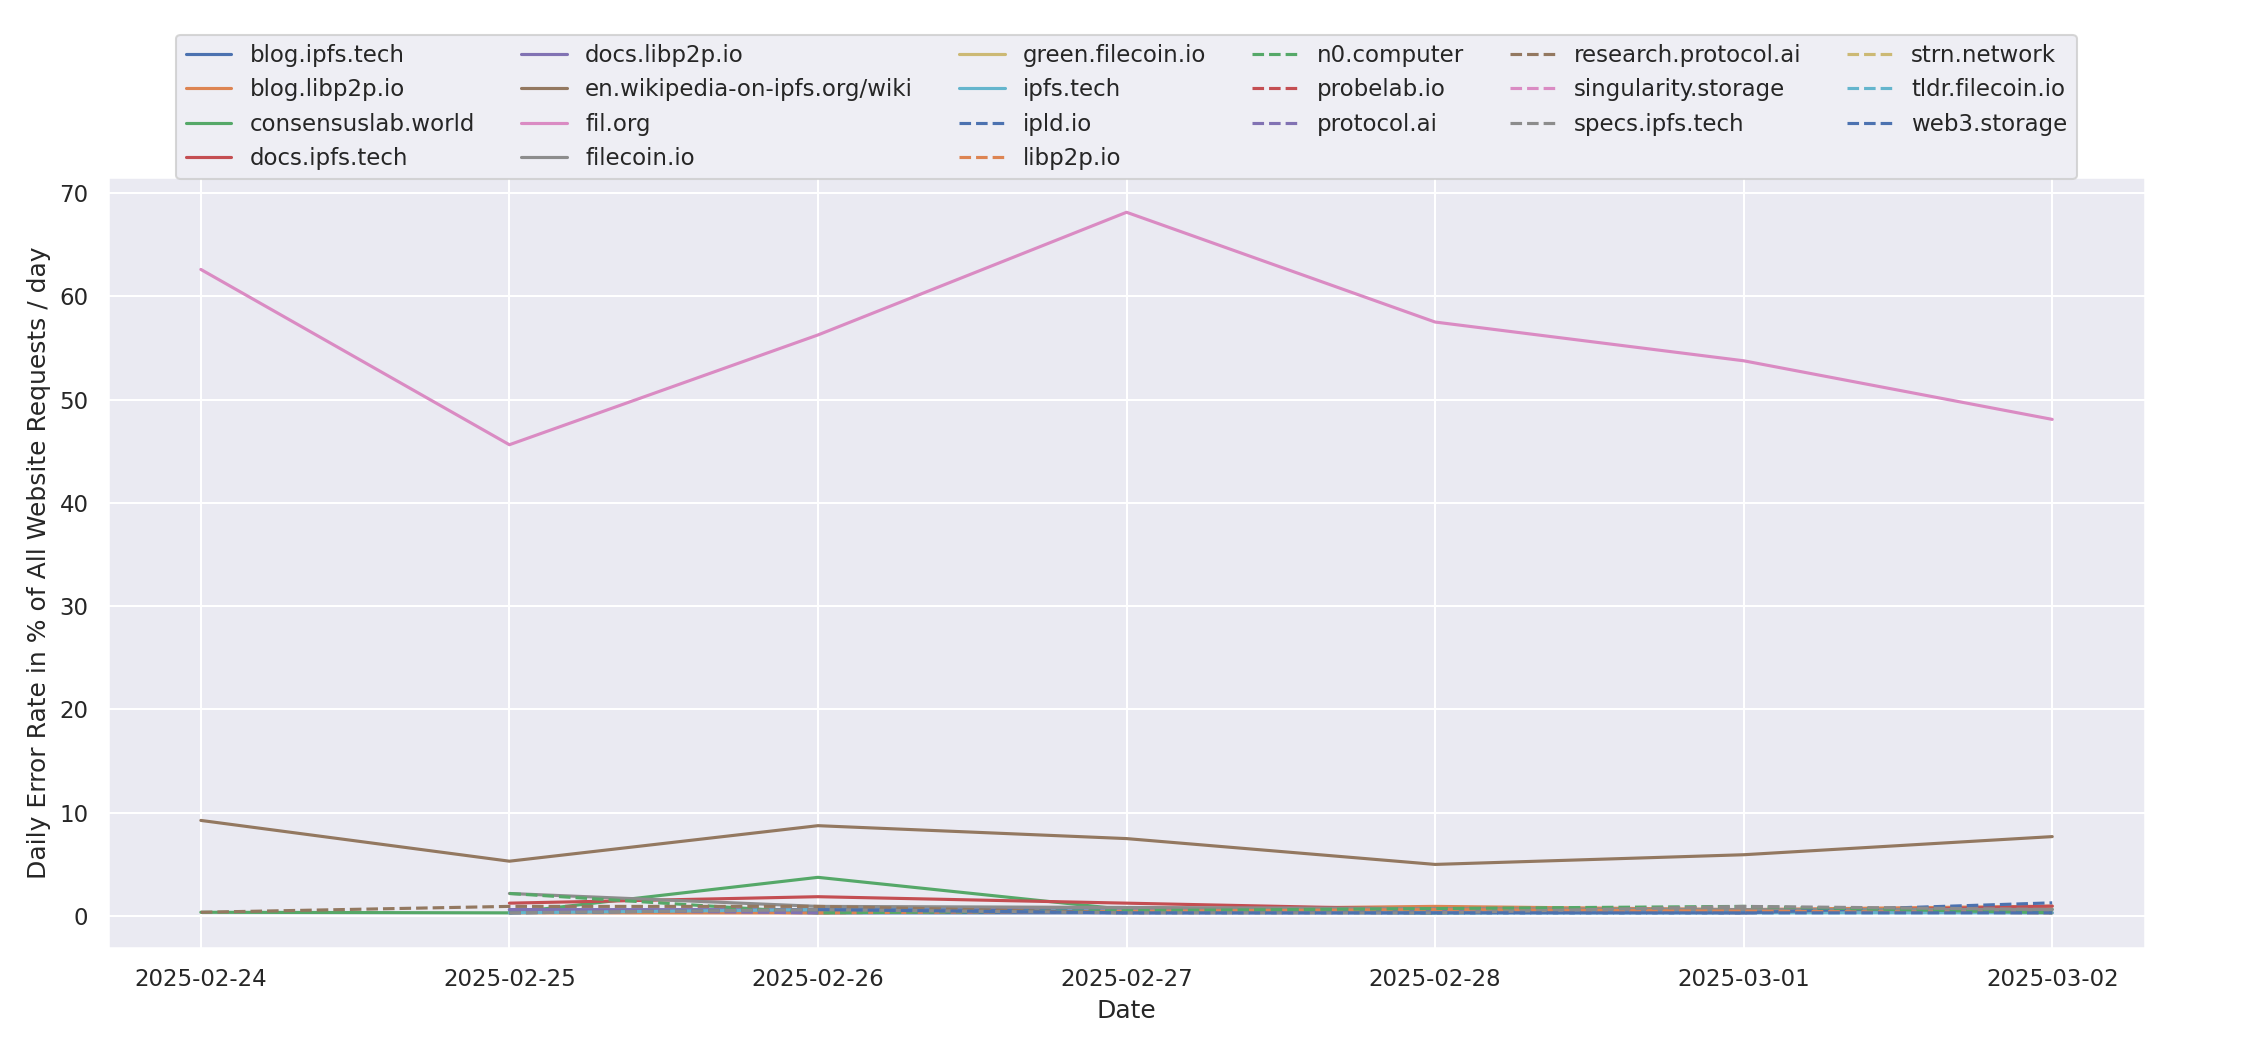 blog.ipfs.tech docs.libp2p.io green.filecoin.io n0.computer research.protocol.ai strn.network
blog.libp2p.io en.wikipedia-on-ipfs.org/wiki ipfs.tech probelab.io singularity.storage tldr.filecoin.io
consensuslab.world fil.org ipld.io protocol.ai specs.ipfs.tech web3.storage
docs.ipfs.tech filecoin.io libp2p.io
70
60
50
40
30
20
10
0
Daily Error Rate in % of All Website Requests / day
2025-02-24 2025-02-25 2025-02-26 2025-02-27 2025-02-28 2025-03-01 2025-03-02
Date